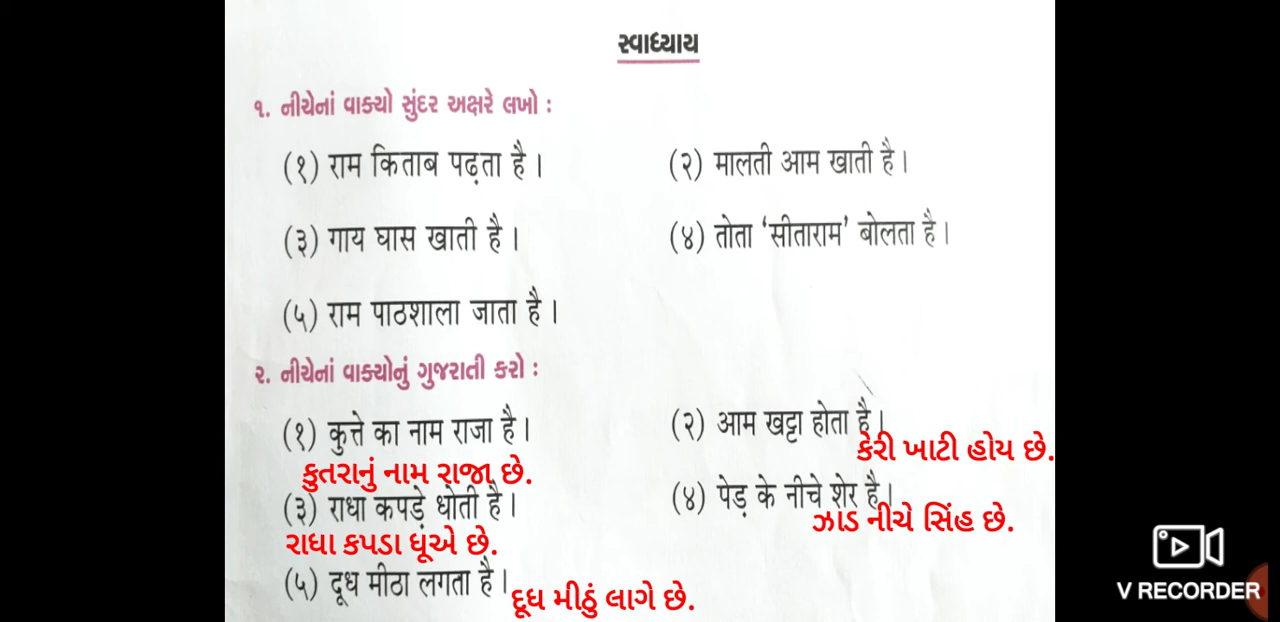 સ્વાધ્યાય
૧. નીચેનાં વાક્યો સુંદર અક્ષરે લખો :
(१) राम किताब पढ़ता है ।
(२) मालती आम खाती है ।
(३) गाय घास खाती है ।
(४) तोता ‘सीताराम’ बोलता है ।
(५) राम पाठशाला जाता है ।
૨. નીચેનાં વાક્યોનું ગુજરાતી કરો :
(१) कुत्ते का नाम राजा है ।
(२) आम खट्टा होता है ।
કુતરાનું નામ રાજા છે.
કેરી ખાટી હોય છે.
(३) राधा कपड़े धोती है ।
(४) पेड़ के नीचे शेर है ।
રાધા કપડા ધૂએ છે.
ઝાડ નીચે સિંહ છે.
(५) दूध मीठा लगता है ।
દૂધ મીઠું લાગે છે.
V RECORDER